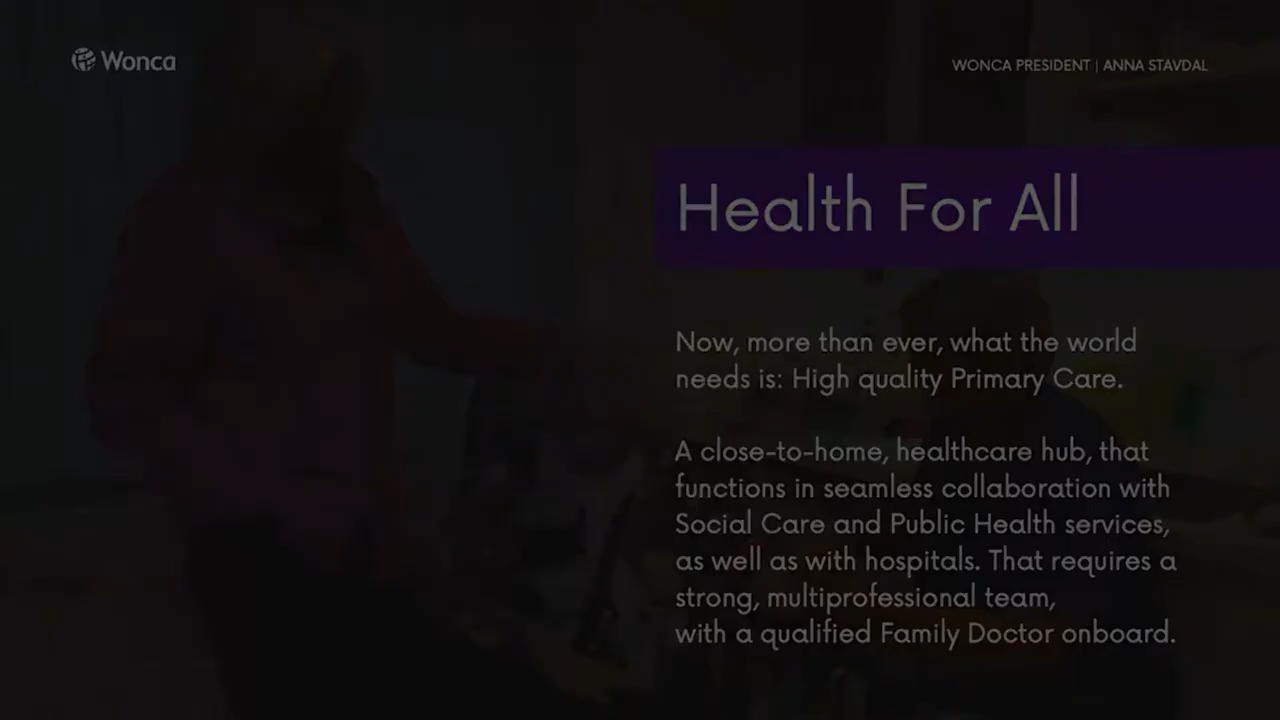 Wonca
WONCA PRESIDENT | ANNA STAVDAL
Health For All
Now, more than ever, what the world
needs is: High quality Primary Care.
A close-to-home, healthcare hub, that
functions in seamless collaboration with
Social Care and Public Health services,
as well as with hospitals. That requires a
strong, multiprofessional team,
with a qualified Family Doctor onboard.